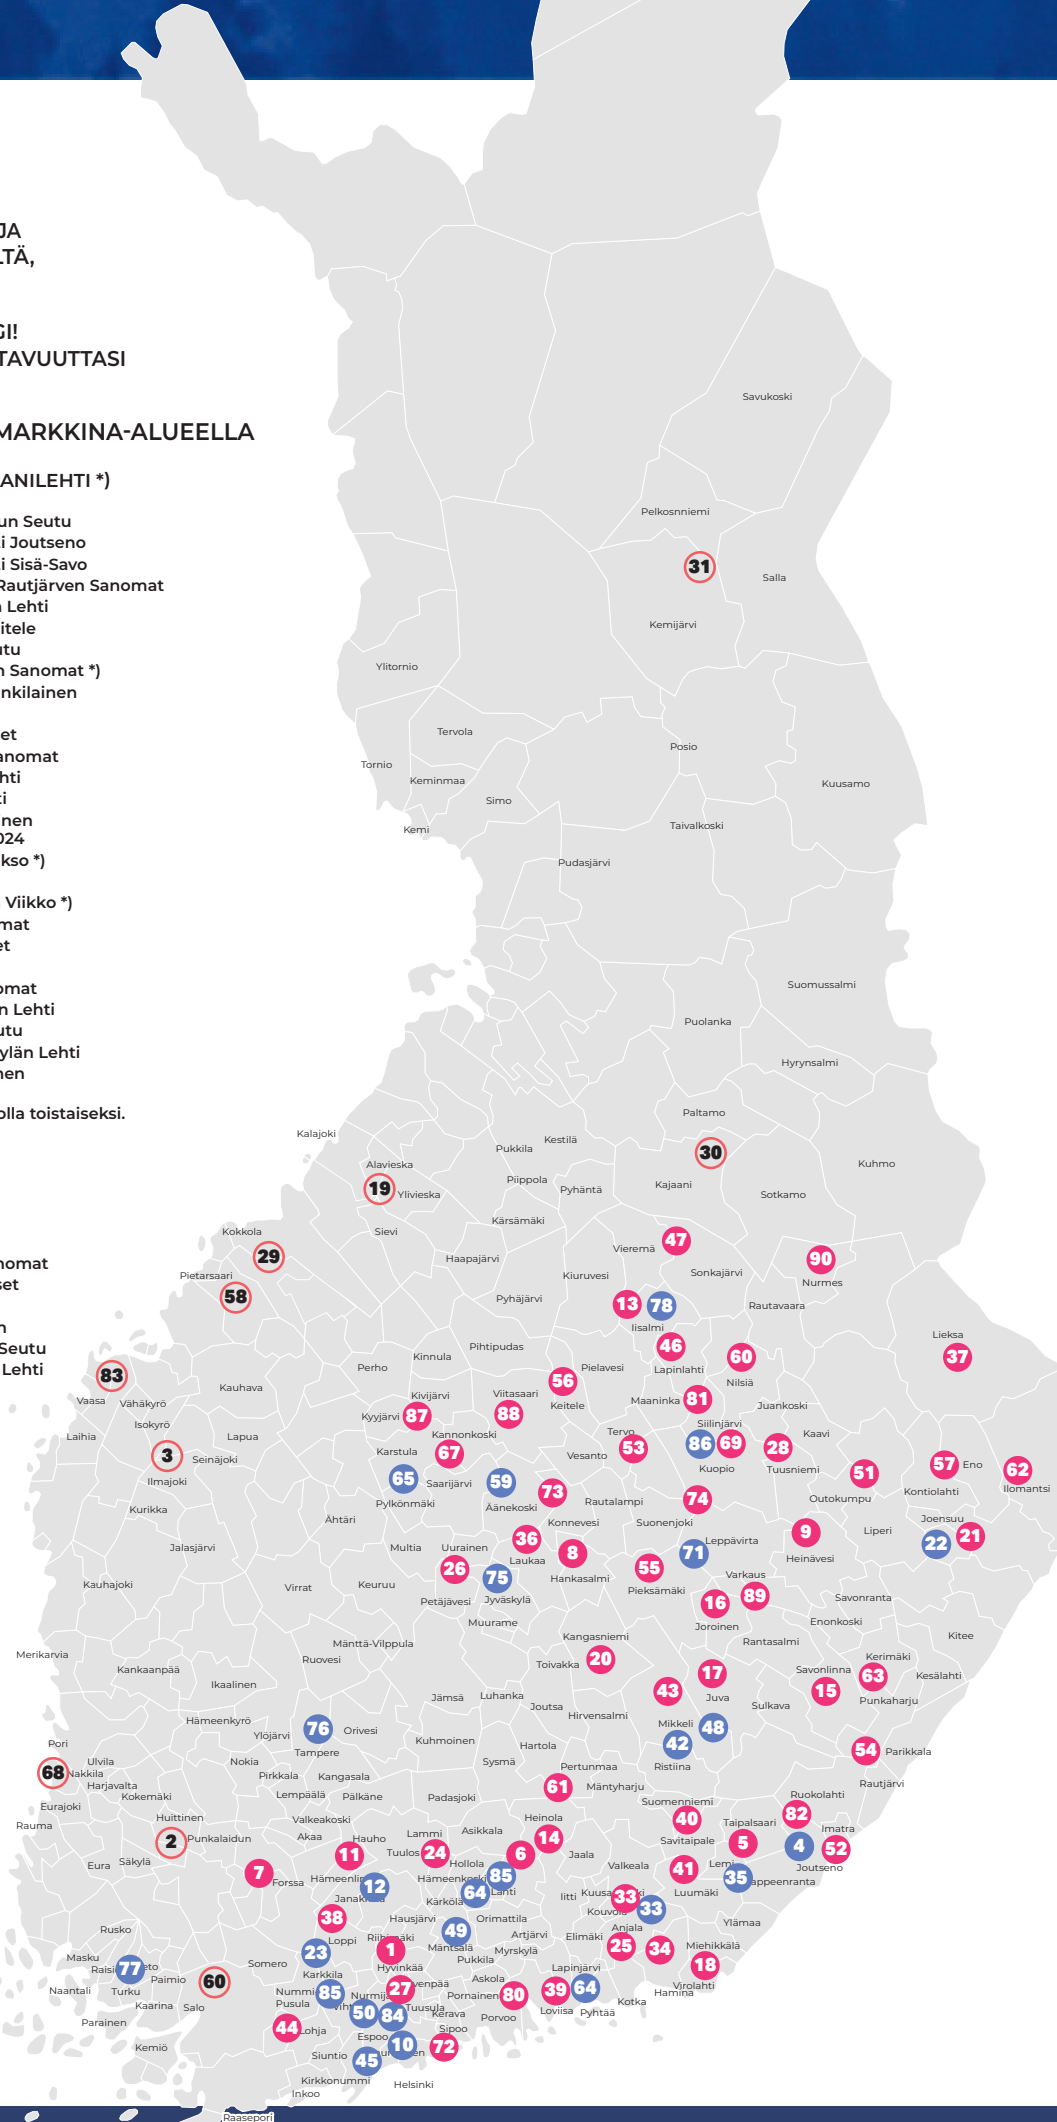 JA
LTÄ,
GI!
TAVUUTTASI
MARKKINA-ALUEELLA
ANILEHTI *)
un Seutu
i Joutseno
i Sisä-Savo
Rautjärven Sanomat
Lehti
itele
utu
n Sanomat *)
nkilainen
et
anomat
hti
ti
nen
024
kso *)
Viikko *)
mat
et
omat
n Lehti
utu
ylän Lehti
nen
olla toistaiseksi.
nomat
set
n
Seutu
Lehti
Savukoski
Pelkosnniemi
31
Salla
Kemijärvi
Ylitornio
Tervola
Posio
Tornio
Keminmaa
Kuusamo
Simo
Kemi
Taivalkoski
Pudasjärvi
Suomussalmi
Puolanka
Hyrynsalmi
Paltamo
Kalajoki
Kestilä
Pukkila
30
Alavieska
Kuhmo
19
Ylivieska
Piippola
Pyhäntä
Kajaani
Sotkamo
Kärsämäki
Kokkola
Sievi
47
Vieremä
29
Haapajärvi
90
Pietarsaari
Kiuruvesi
Sonkajärvi
Nurmes
58
Pyhäjärvi
13
78
Rautavaara
Iisalmi
Lieksa
46
Pihtipudas
60
37
Kinnula
Perho
Pielavesi
Lapinlahti
83
56
Nilsiä
Kauhava
Kivijärvi
Viitasaari
Maaninka
81
Vaasa
Vähäkyrö
Keitele
Juankoski
Kyyjärvi
87
88
Isokyrö
Siilinjärvi
Laihia
Lapua
Kannonkoski
Tervo
Kaavi
3
Karstula
67
Vesanto
53
86
69
28
Seinäjoki
Kuopio
Tuusniemi
57
Eno
62
Ilmajoki
65
Saarijärvi
59
51
Kontiolahti
Ilomantsi
Kurikka
Pylkönmäki
Äänekoski
73
Rautalampi
74
Outokumpu
Ähtäri
Konnevesi
Suonenjoki
Joensuu
Jalasjärvi
36
9
Liperi
22
21
Multia
Uurainen
Laukaa
8
71
Leppävirta
Heinävesi
26
75
Hankasalmi
55
Varkaus
Kauhajoki
Virrat
Keuruu
Petäjävesi
Jyväskylä
Pieksämäki
16
89
Savonranta
Muurame
Joroinen
Enonkoski
Merikarvia
Mänttä-Vilppula
Kangasniemi
Rantasalmi
Kitee
Ruovesi
Toivakka
20
Kerimäki
Kankaanpää
17
Savonlinna
63
Kesälahti
Ikaalinen
43
Juva
15
Jämsä
Luhanka
Joutsa
Sulkava
Punkaharju
Hämeenkyrö
Hirvensalmi
Mikkeli
48
Ylöjärvi
76
Orivesi
Kuhmoinen
Hartola
42
54
Parikkala
Pori
Tampere
Ristiina
68
Nakkila
Ulvila
Nokia
Pirkkala
Kangasala
Sysmä
Pertunmaa
Rautjärvi
Harjavalta
Lempäälä
Pälkäne
Padasjoki
61
Mäntyharju
Ruokolahti
Eurajoki
Kokemäki
Suomenniemi
82
Rauma
Huittinen
Valkeakoski
Heinola
40
Taipalsaari
Imatra
2
Punkalaidun
Akaa
Hauho
Lammi
Asikkala
14
Savitaipale
5
4
52
Eura
Säkylä
11
Tuulos
24
Hollola
6
Jaala
Valkeala
41
Lemi
Joutseno
7
Forssa
Hämeenlin
12
Hämeenkoski
85
Lahti
35
appeenranta
Janakkala
64
Iitti
33
33
Luumäki
Kärkölä
Kouvola
38
Hausjärvi
Orimattila
Anjala
Ylämaa
Rusko
Loppi
49
Artjärvi
Elimäki
25
34
Miehikkälä
Masku
23
1
Mäntsälä
Myrskylä
Raisi
77
eto
Somero
Karkkila
Hyvinkää
Pukkila
Lapinjärvi
18
Paimio
60
27
venpää
Askola
Virolahti
Naantali
Turku
Nummi
85
Nurmijä
Pornainen
80
39
64
Hamina
Kaarina
Salo
Pusula
50
84
Tuusula
Loviisa
Pyhtää
Kotka
Parainen
44
Lohja
Kerava
Porvoo
Espoo
Sipoo
Kemiö
Siuntio
45
10
72
Kirkkonummi
Inkoo
Helsinki
Raasepori